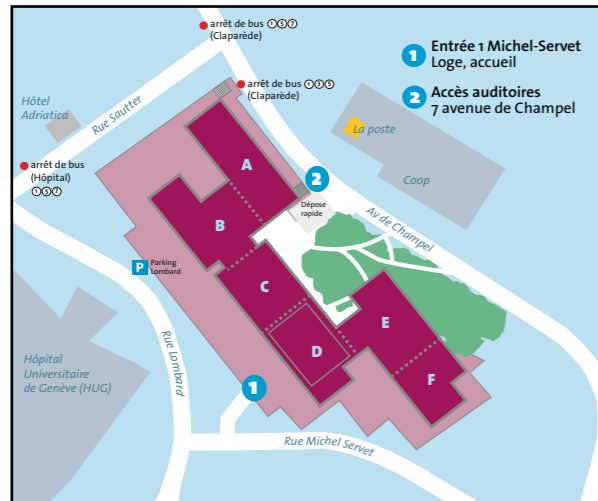 arrêt de bus ①⑤⑦
(Claparède)
1 Entrée 1 Michel-Servet
Loge, accueil
2 Accès auditoires
7 avenue de Champel
arrêt de bus ①③⑤
(Claparède)
Hôtel
Adriatica
Rue Sautter
La poste
Coop
arrêt de bus
(Hôpital)
①⑤⑦
A
2
Dépose
rapide
Av de Champel
B
P Parking
Lombard
C
E
D
F
Rue Lombard
Hôpital
Universitaire
de Genève (HUG)
1
Rue Michel Servet